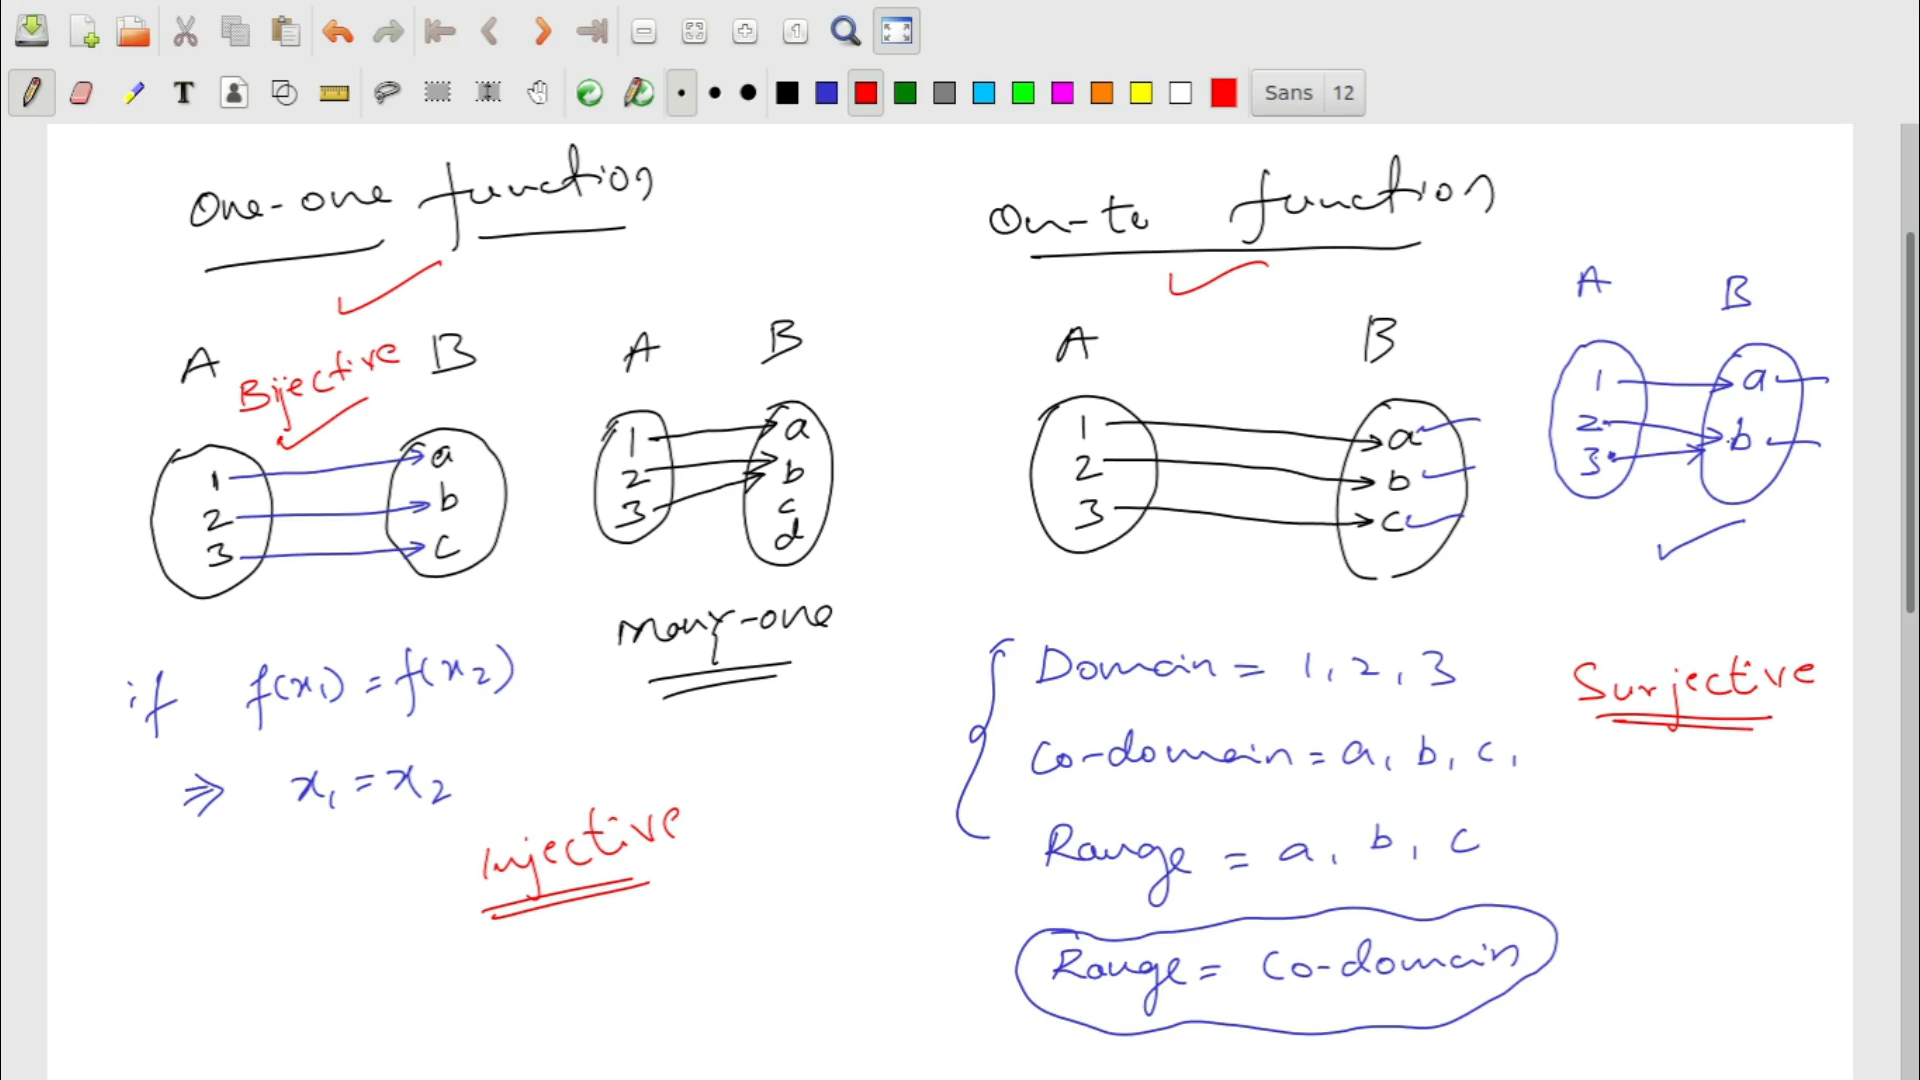 Sans 12
One-one function
On-to function
A Bijective B
A B
A B
A B
1 2 3
a b c
1 2 3
a b c d
1 2 3
a b c
1 2 3
a b
Many-one
if f(x₁) = f(x₂)
⇒ x₁ = x₂
Injective
Domain = 1, 2, 3
Co-domain = a, b, c,
Range = a, b, c
Range = Co-domain
Surjective